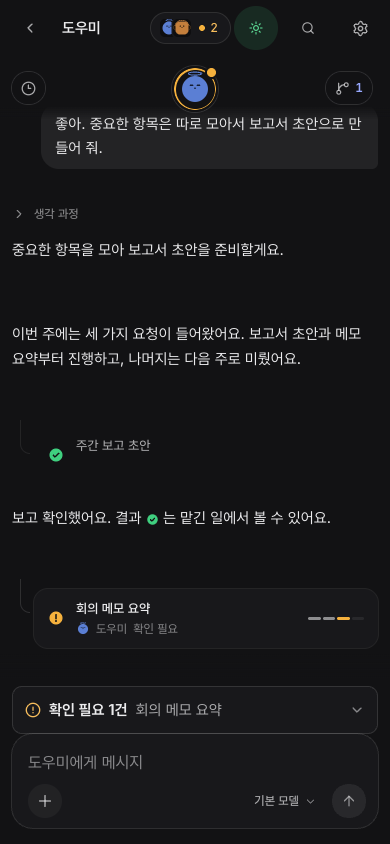 도우미
2
1
좋아. 중요한 항목은 따로 모아서 보고서 초안으로 만
들어 줘.
생각 과정
중요한 항목을 모아 보고서 초안을 준비할게요.
이번 주에는 세 가지 요청이 들어왔어요. 보고서 초안과 메모
요약부터 진행하고, 나머지는 다음 주로 미뤘어요.
주간 보고 초안
보고 확인했어요. 결과 는 맡긴 일에서 볼 수 있어요.
회의 메모 요약
도우미 확인 필요
확인 필요 1건 회의 메모 요약
도우미에게 메시지
기본 모델